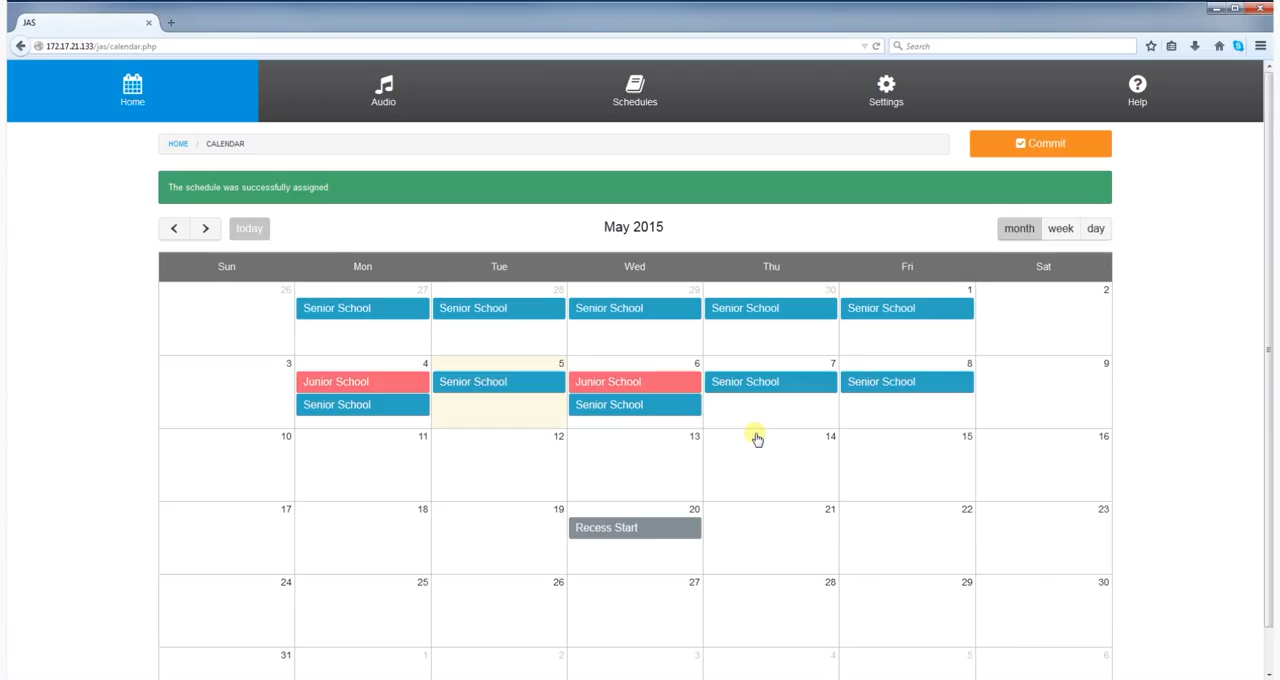 JAS
172.17.21.133/jas/calendar.php
Search
Home
Audio
Schedules
Settings
Help
HOME / CALENDAR
Commit
The schedule was successfully assigned
today
May 2015
month week day
Sun Mon Tue Wed Thu Fri Sat
26 27 28 29 30 1 2
Senior School Senior School Senior School Senior School Senior School
3 4 5 6 7 8 9
Junior School Senior School Junior School Senior School Senior School
Senior School Senior School
10 11 12 13 14 15 16
17 18 19 20 21 22 23
Recess Start
24 25 26 27 28 29 30
31 1 2 3 4 5 6